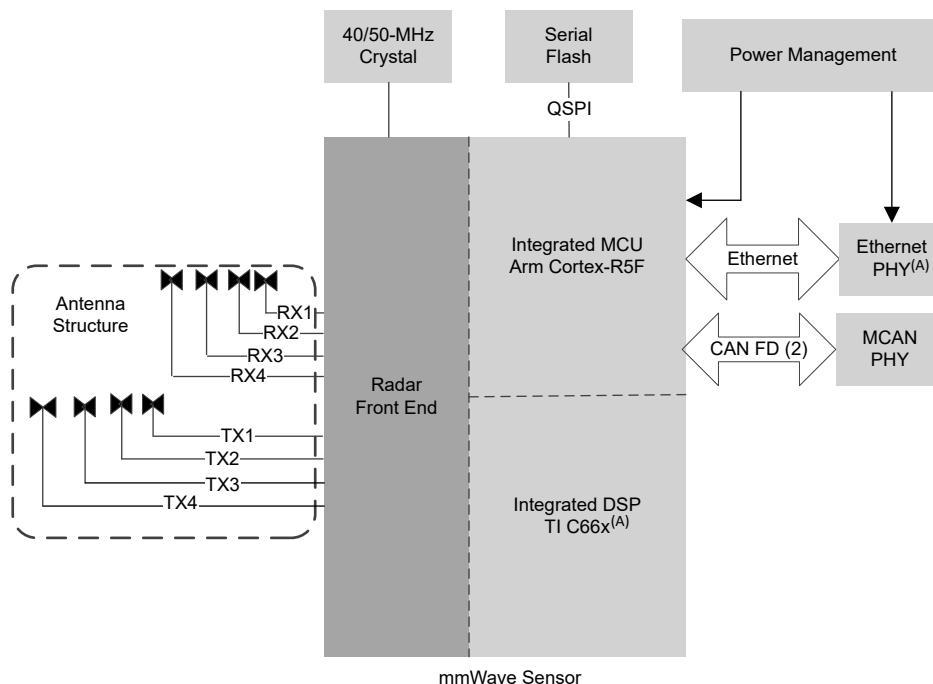 40/50-MHz
Crystal
Serial
Flash
Power Management
QSPI
Integrated MCU
Arm Cortex-R5F
Ethernet
Ethernet
PHY(A)
CAN FD (2)
MCAN
PHY
Antenna
Structure
RX1
RX2
RX3
RX4
Radar
Front End
TX1
TX2
TX3
TX4
Integrated DSP
TI C66x(A)
mmWave Sensor